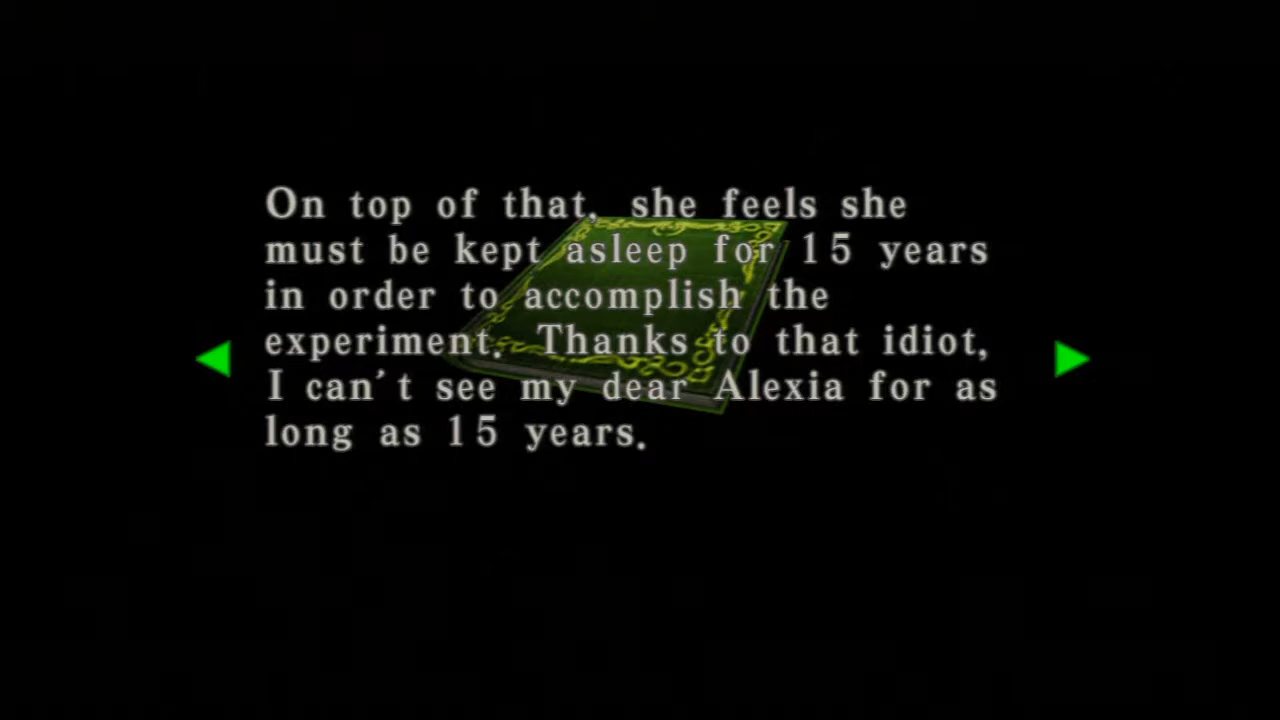 On top of that, she feels she
must be kept asleep for 15 years
in order to accomplish the
experiment. Thanks to that idiot,
I can't see my dear Alexia for as
long as 15 years.